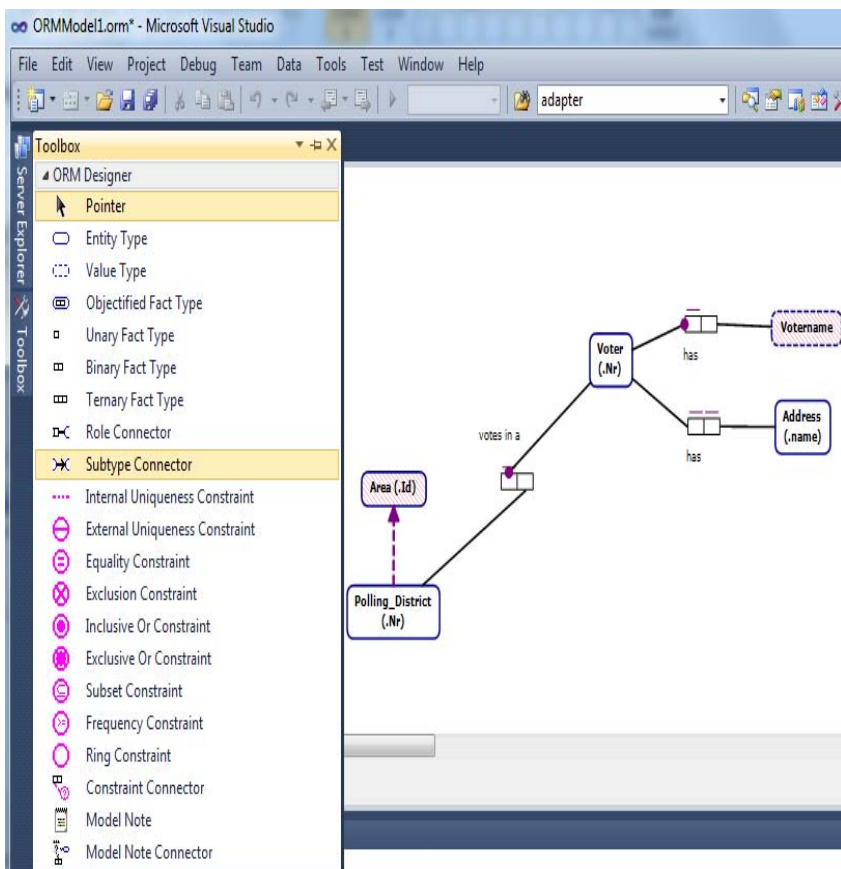 ORMModel1.orm* - Microsoft Visual Studio
File Edit View Project Debug Team Data Tools Test Window Help
adapter
Server Explorer
Toolbox
Toolbox
ORM Designer
Pointer
Entity Type
Value Type
Objectified Fact Type
Unary Fact Type
Binary Fact Type
Ternary Fact Type
Role Connector
Subtype Connector
Internal Uniqueness Constraint
External Uniqueness Constraint
Equality Constraint
Exclusion Constraint
Inclusive Or Constraint
Exclusive Or Constraint
Subset Constraint
Frequency Constraint
Ring Constraint
Constraint Connector
Model Note
Model Note Connector
Voter
(.Nr)
has
Votername
Address
(.name)
has
votes in a
Area (.Id)
Polling_District
(.Nr)